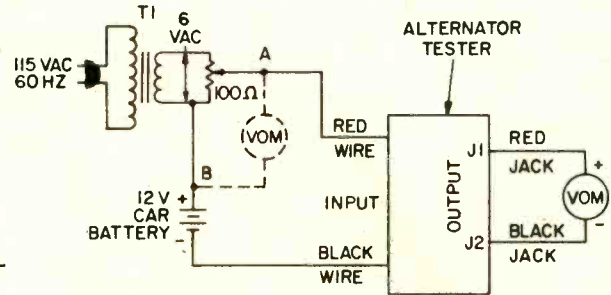 T1
6
VAC
115 VAC
60 HZ
100Ω
A
VOM
B
12 V
CAR
BATTERY
+
-
ALTERNATOR
TESTER
RED
WIRE
INPUT
BLACK
WIRE
OUTPUT
J1
J2
RED
JACK
BLACK
JACK
+
VOM
-